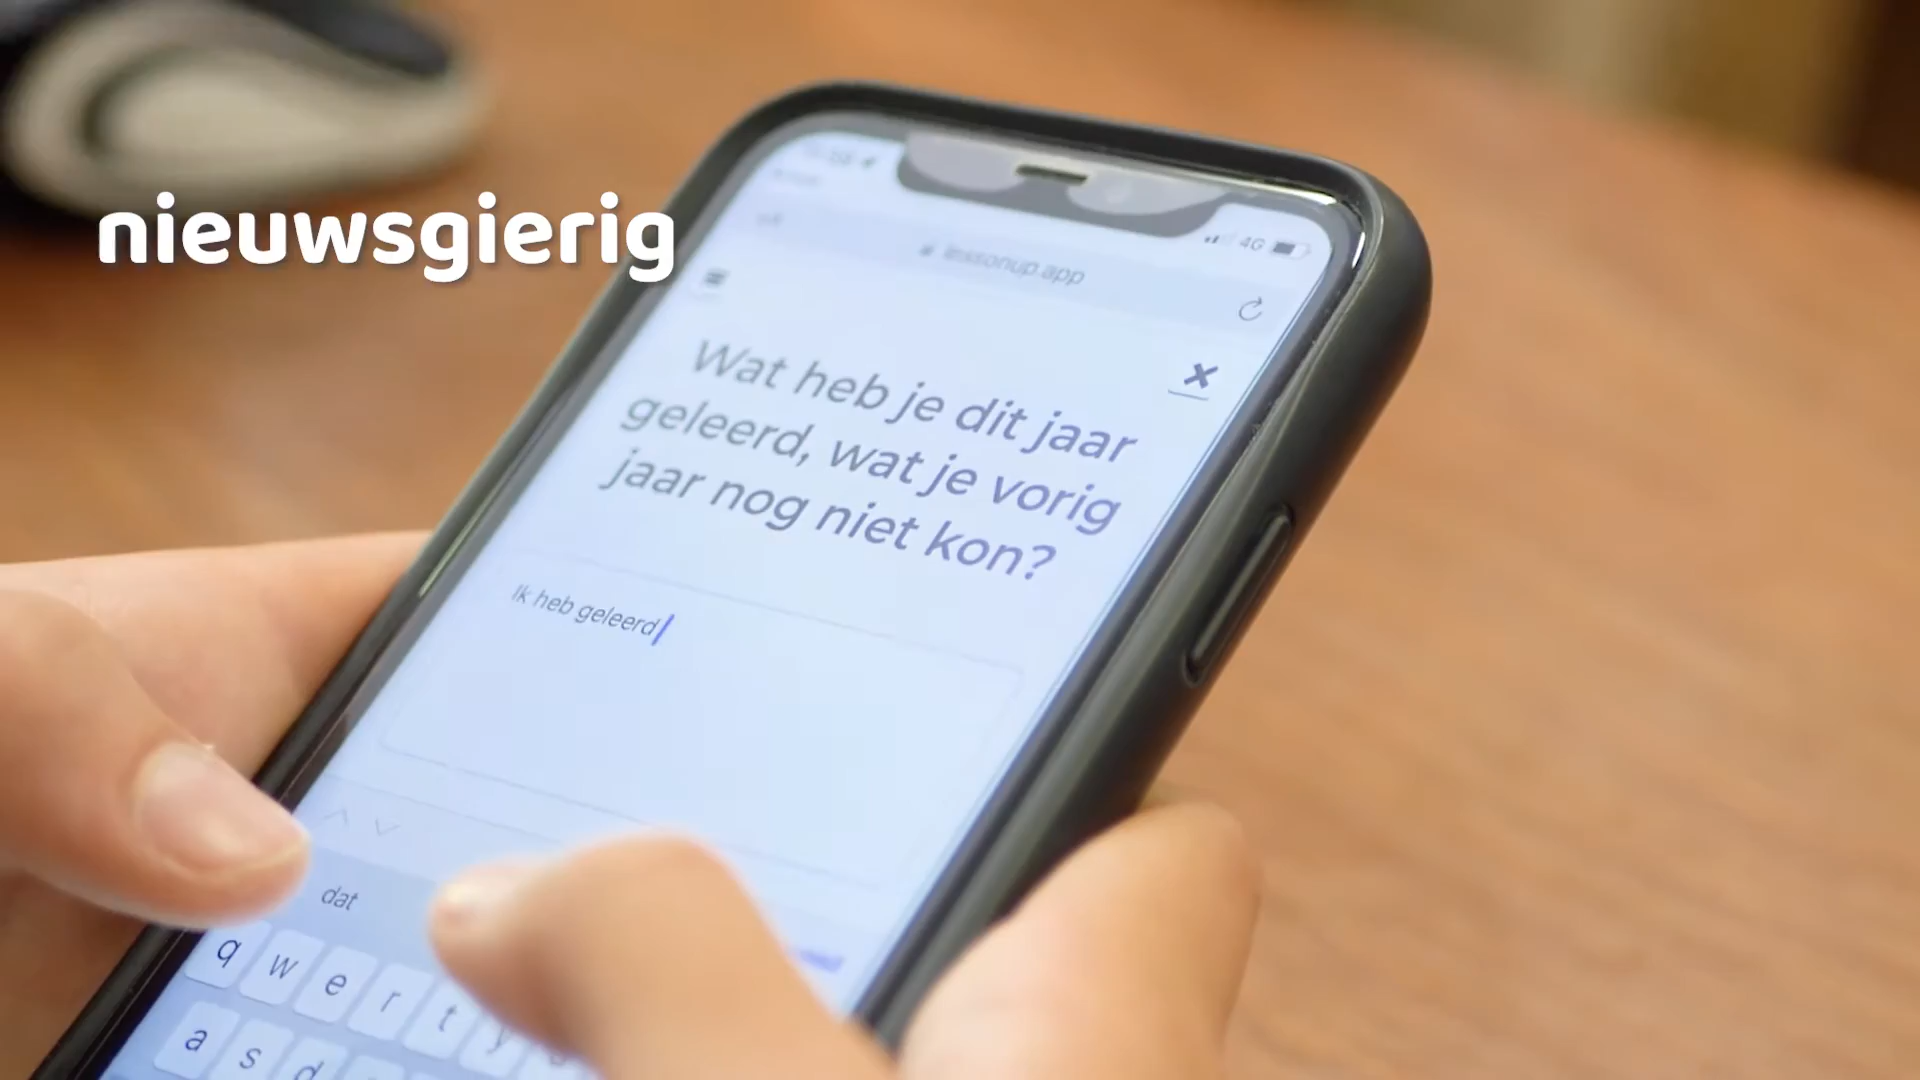 nieuwsgierig
4G
lessonup.app
Wat heb je dit jaar
geleerd, wat je vorig
jaar nog niet kon?
Ik heb geleerd
dat
q w e r t y
a s d